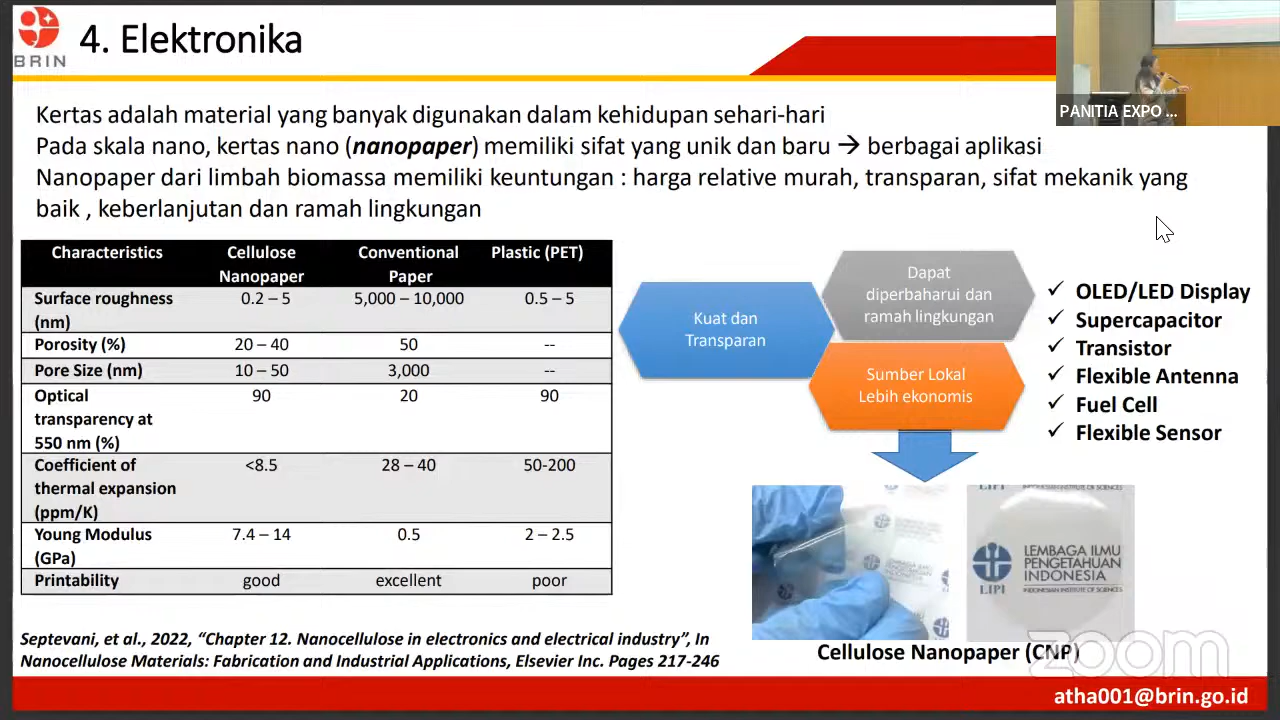 BRIN
4. Elektronika
PANITIA EXPO ...
Kertas adalah material yang banyak digunakan dalam kehidupan sehari-hari
Pada skala nano, kertas nano (nanopaper) memiliki sifat yang unik dan baru → berbagai aplikasi
Nanopaper dari limbah biomassa memiliki keuntungan : harga relative murah, transparan, sifat mekanik yang
baik , keberlanjutan dan ramah lingkungan
Characteristics Cellulose Nanopaper Conventional Paper Plastic (PET)
Surface roughness (nm) 0.2 – 5 5,000 – 10,000 0.5 – 5
Porosity (%) 20 – 40 50 --
Pore Size (nm) 10 – 50 3,000 --
Optical transparency at 550 nm (%) 90 20 90
Coefficient of thermal expansion (ppm/K) <8.5 28 – 40 50-200
Young Modulus (GPa) 7.4 – 14 0.5 2 – 2.5
Printability good excellent poor
Kuat dan
Transparan
Dapat
diperbaharui dan
ramah lingkungan
Sumber Lokal
Lebih ekonomis
✓ OLED/LED Display
✓ Supercapacitor
✓ Transistor
✓ Flexible Antenna
✓ Fuel Cell
✓ Flexible Sensor
LIPI
LEMBAGA ILMU
PENGETAHUAN
INDONESIA
INDONESIAN INSTITUTE OF SCIENCES
LIPI
Cellulose Nanopaper (CNP)
zoom
Septevani, et al., 2022, “Chapter 12. Nanocellulose in electronics and electrical industry”, In
Nanocellulose Materials: Fabrication and Industrial Applications, Elsevier Inc. Pages 217-246
atha001@brin.go.id